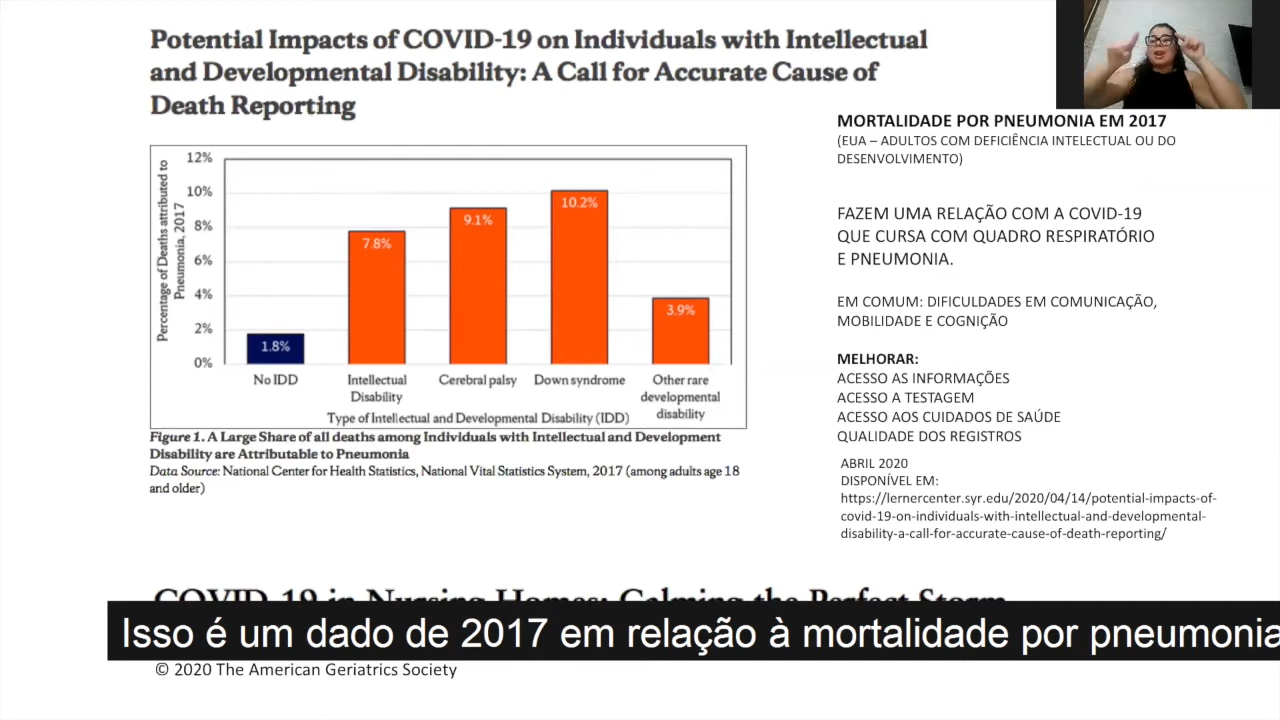 Potential Impacts of COVID-19 on Individuals with Intellectual
and Developmental Disability: A Call for Accurate Cause of
Death Reporting
Percentage of Deaths attributed to
Pneumonia, 2017
12%
10%
8%
6%
4%
2%
0%
1.8%
7.8%
9.1%
10.2%
3.9%
No IDD
Intellectual
Disability
Cerebral palsy
Down syndrome
Other rare
developmental
disability
Type of Intellectual and Developmental Disability (IDD)
Figure 1. A Large Share of all deaths among Individuals with Intellectual and Development
Disability are Attributable to Pneumonia
Data Source: National Center for Health Statistics, National Vital Statistics System, 2017 (among adults age 18
and older)
MORTALIDADE POR PNEUMONIA EM 2017
(EUA – ADULTOS COM DEFICIÊNCIA INTELECTUAL OU DO
DESENVOLVIMENTO)
FAZEM UMA RELAÇÃO COM A COVID-19
QUE CURSA COM QUADRO RESPIRATÓRIO
E PNEUMONIA.
EM COMUM: DIFICULDADES EM COMUNICAÇÃO,
MOBILIDADE E COGNIÇÃO
MELHORAR:
ACESSO AS INFORMAÇÕES
ACESSO A TESTAGEM
ACESSO AOS CUIDADOS DE SAÚDE
QUALIDADE DOS REGISTROS
ABRIL 2020
DISPONÍVEL EM:
https://lernercenter.syr.edu/2020/04/14/potential-impacts-of-
covid-19-on-individuals-with-intellectual-and-developmental-
disability-a-call-for-accurate-cause-of-death-reporting/
COVID-19 in Nursing Homes: Calming the Perfect Storm
Isso é um dado de 2017 em relação à mortalidade por pneumonia
© 2020 The American Geriatrics Society